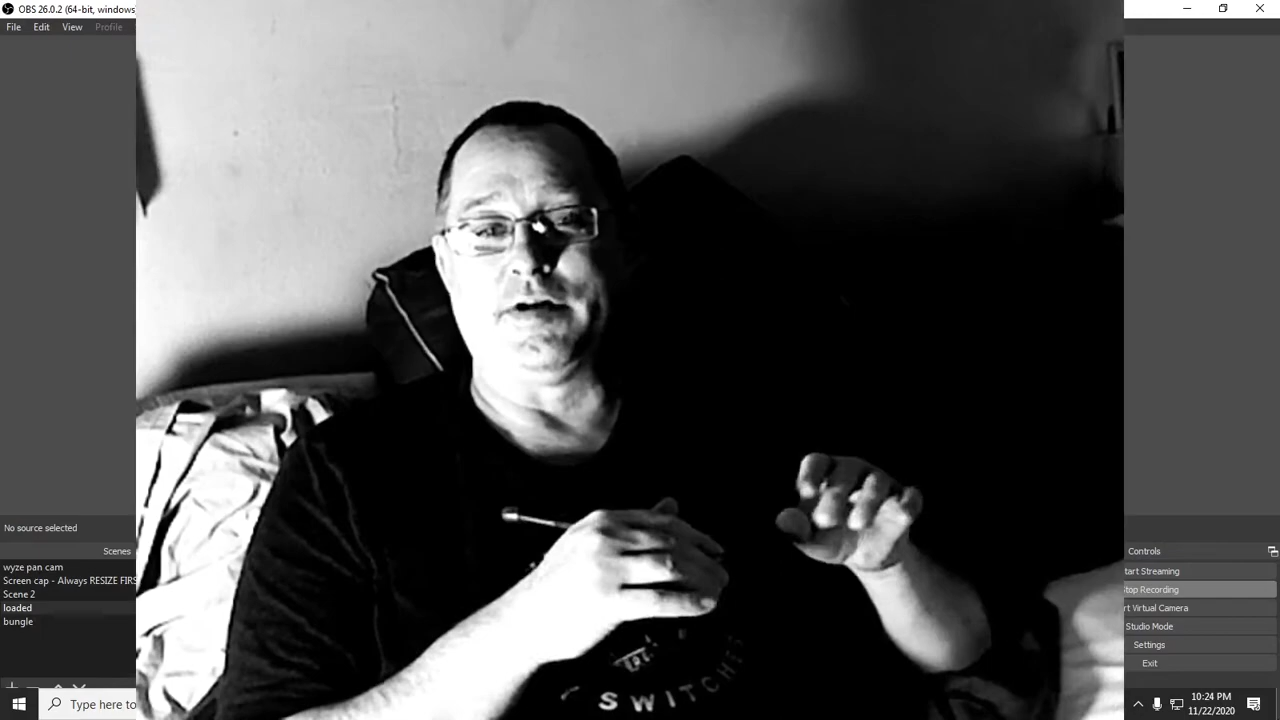 OBS 26.0.2 (64-bit, windows
File Edit View Profile
No source selected
Scenes
wyze pan cam
Screen cap - Always RESIZE FIRS
Scene 2
loaded
bungle
Controls
tart Streaming
Stop Recording
rt Virtual Camera
Studio Mode
Settings
Exit
SWITCHES
Type here to
10:24 PM
11/22/2020